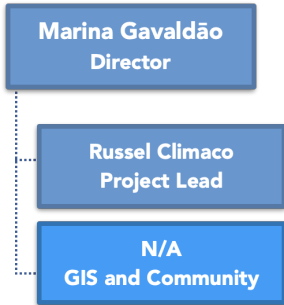 Marina Gavaldão
Director
Russel Climaco
Project Lead
N/A
GIS and Community